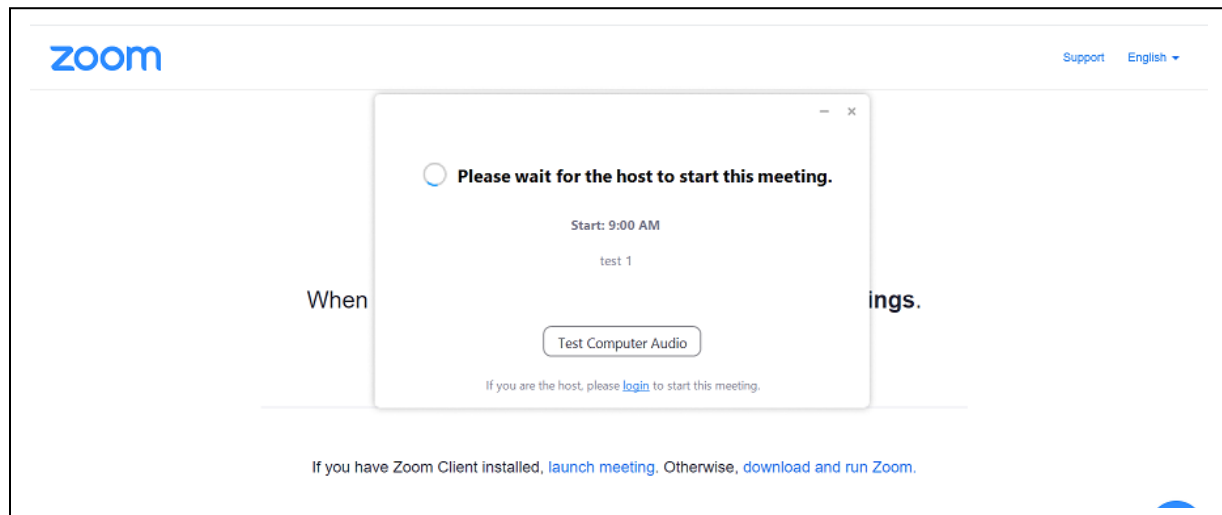 zoom
Support English
Please wait for the host to start this meeting.
Start: 9:00 AM
test 1
When ings.
Test Computer Audio
If you are the host, please login to start this meeting.
If you have Zoom Client installed, launch meeting. Otherwise, download and run Zoom.